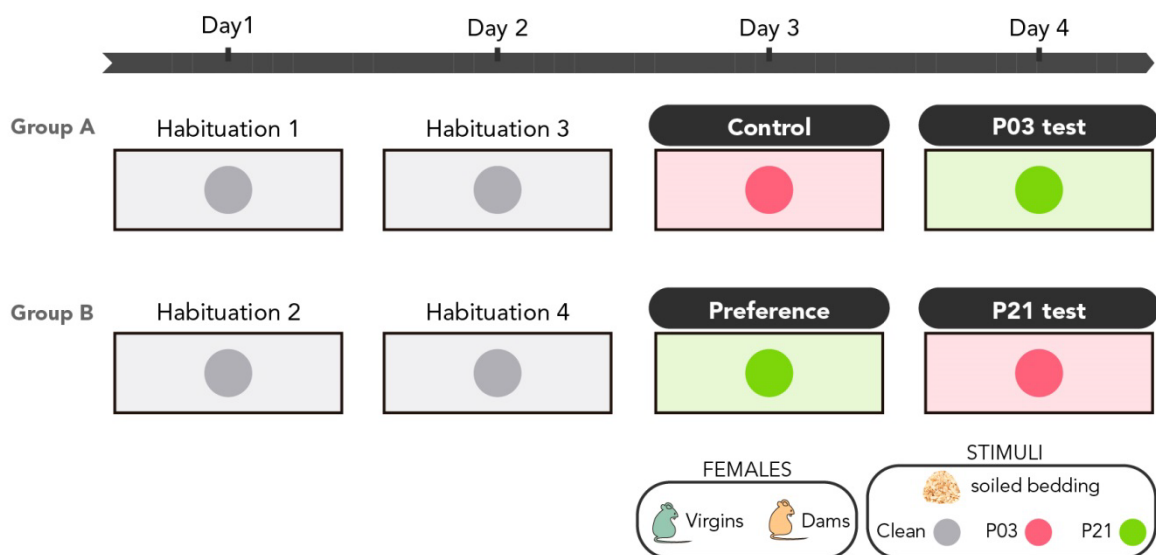 Day1 Day 2 Day 3 Day 4
Group A Habituation 1 Habituation 3 Control P03 test
Group B Habituation 2 Habituation 4 Preference P21 test
FEMALES
Virgins Dams
STIMULI
soiled bedding
Clean P03 P21